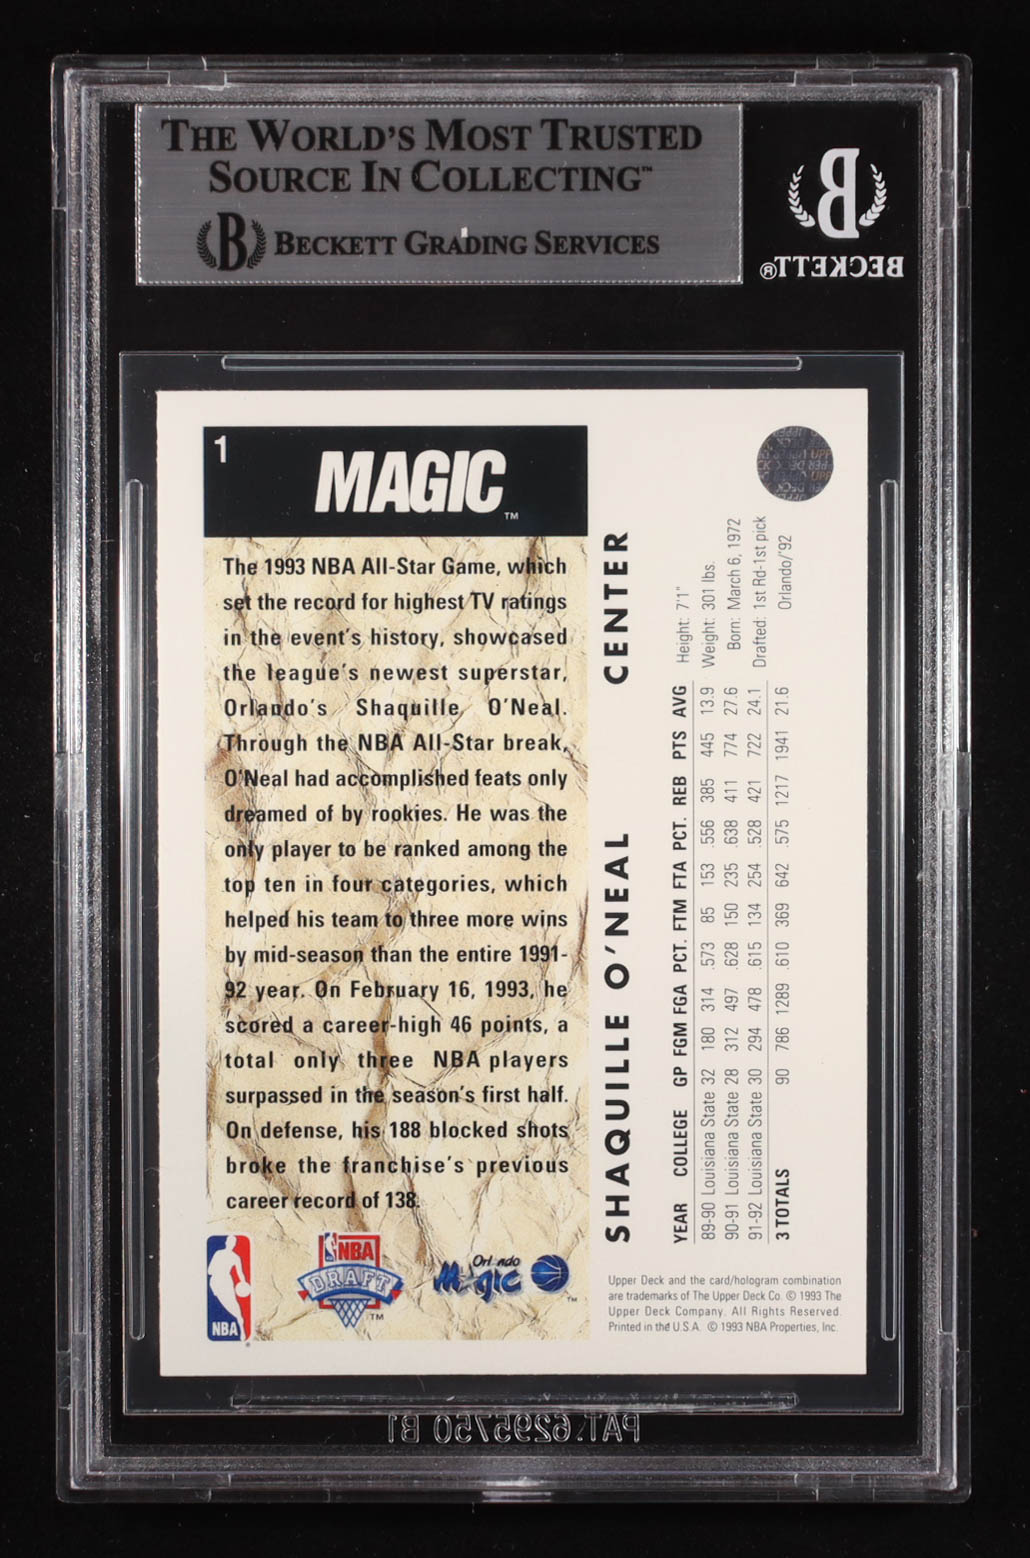 THE WORLD'S MOST TRUSTED
SOURCE IN COLLECTING™
B BECKETT GRADING SERVICES
B
BECKETT®
1
MAGIC™
The 1993 NBA All-Star Game, which
set the record for highest TV ratings
in the event's history, showcased
the league's newest superstar,
Orlando's Shaquille O'Neal.
Through the NBA All-Star break,
O'Neal had accomplished feats only
dreamed of by rookies. He was the
only player to be ranked among the
top ten in four categories, which
helped his team to three more wins
by mid-season than the entire 1991-
92 year. On February 16, 1993, he
scored a career-high 46 points, a
total only three NBA players
surpassed in the season's first half.
On defense, his 188 blocked shots
broke the franchise's previous
career record of 138.
NBA
NBA
DRAFT™
Orlando
Magic™
SHAQUILLE O'NEAL CENTER
Height: 7'1"
Weight: 301 lbs.
Born: March 6, 1972
Drafted: 1st Rd-1st pick
Orlando/'92
YEAR COLLEGE GP FGM FGA PCT. FTM FTA PCT. REB PTS AVG
89-90 Louisiana State 32 180 314 .573 85 153 .556 385 445 13.9
90-91 Louisiana State 28 312 497 .628 150 235 .638 411 774 27.6
91-92 Louisiana State 30 294 478 .615 134 254 .528 421 722 24.1
3 TOTALS 90 786 1289 .610 369 642 .575 1217 1941 21.6
Upper Deck and the card/hologram combination
are trademarks of The Upper Deck Co. © 1993 The
Upper Deck Company. All Rights Reserved.
Printed in the U.S.A. © 1993 NBA Properties, Inc.
PAT. 6295750 B1